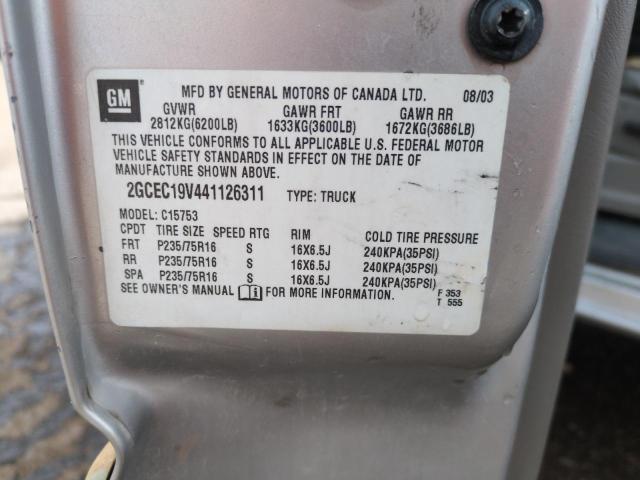 GM
MFD BY GENERAL MOTORS OF CANADA LTD. 08/03
GVWR GAWR FRT GAWR RR
2812KG(6200LB) 1633KG(3600LB) 1672KG(3686LB)
THIS VEHICLE CONFORMS TO ALL APPLICABLE U.S. FEDERAL MOTOR
VEHICLE SAFETY STANDARDS IN EFFECT ON THE DATE OF
MANUFACTURE SHOWN ABOVE.
2GCEC19V441126311 TYPE: TRUCK
MODEL: C15753
CPDT TIRE SIZE SPEED RTG RIM COLD TIRE PRESSURE
FRT P235/75R16 S 16X6.5J 240KPA(35PSI)
RR P235/75R16 S 16X6.5J 240KPA(35PSI)
SPA P235/75R16 S 16X6.5J 240KPA(35PSI)
SEE OWNER'S MANUAL FOR MORE INFORMATION. F 353
T 555